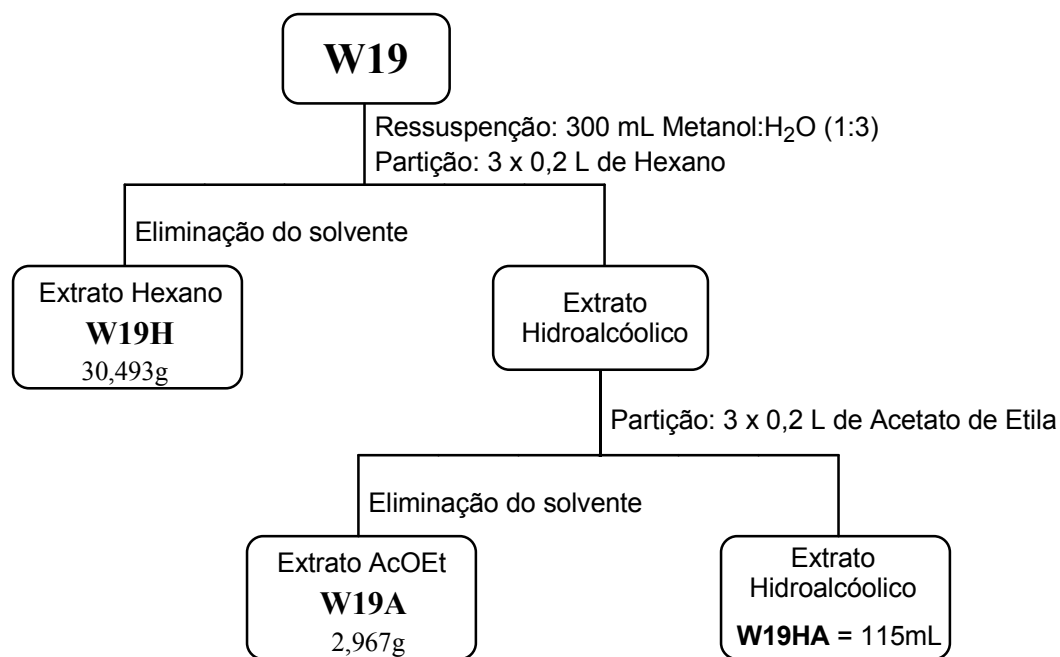 W19
Ressuspenção: 300 mL Metanol:H₂O (1:3)
Partição: 3 x 0,2 L de Hexano
Eliminação do solvente
Extrato Hexano
W19H
30,493g
Extrato
Hidroalcóolico
Partição: 3 x 0,2 L de Acetato de Etila
Eliminação do solvente
Extrato AcOEt
W19A
2,967g
Extrato
Hidroalcóolico
W19HA = 115mL